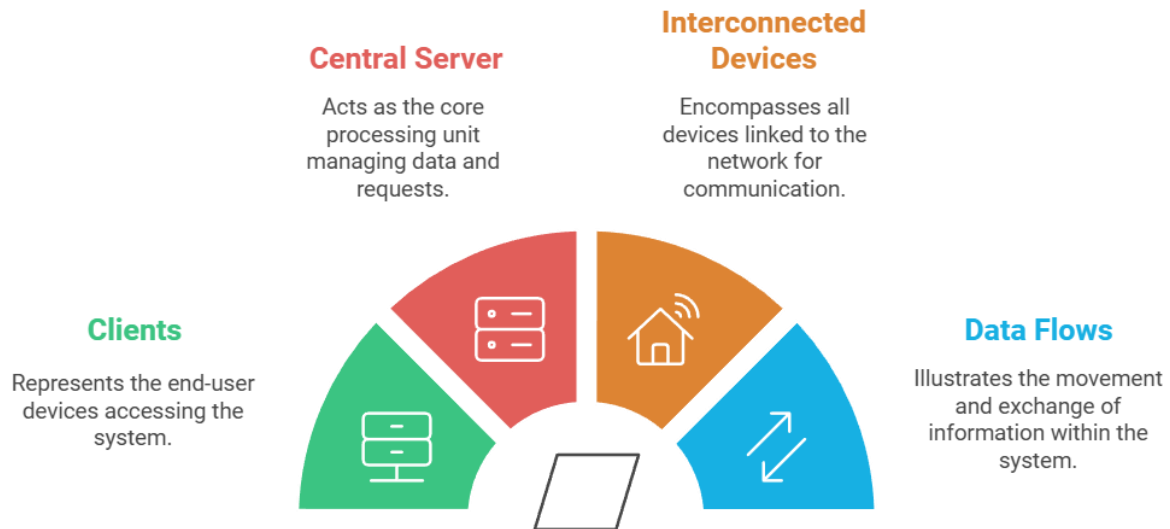 Clients
Represents the end-user
devices accessing the
system.
Central Server
Acts as the core
processing unit
managing data and
requests.
Interconnected
Devices
Encompasses all
devices linked to the
network for
communication.
Data Flows
Illustrates the movement
and exchange of
information within the
system.